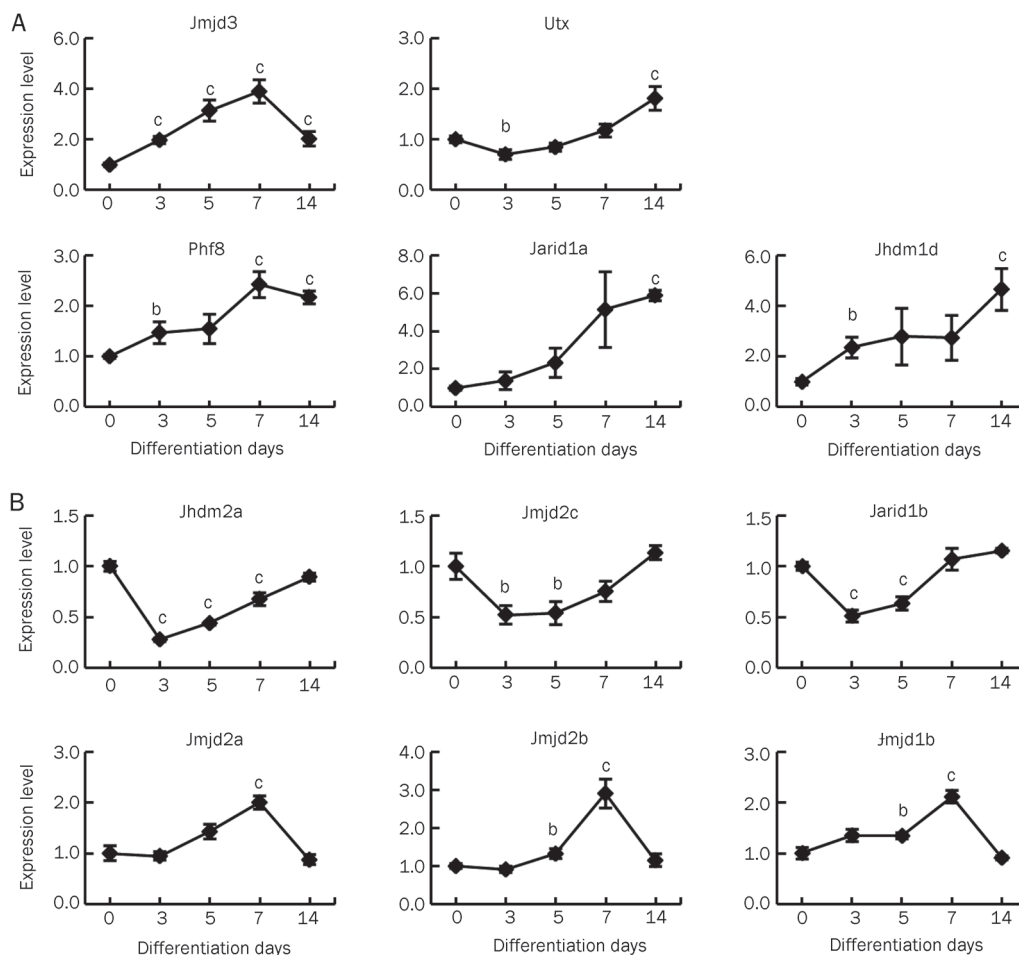 A
Jmjd3
Expression level
6.0
4.0
2.0
0.0
c
c
c
c
0 3 5 7 14
Utx
3.0
2.0
1.0
0.0
b
c
0 3 5 7 14
Phf8
Expression level
3.0
2.0
1.0
0.0
b
c
c
0 3 5 7 14
Differentiation days
Jarid1a
8.0
6.0
4.0
2.0
0.0
c
0 3 5 7 14
Differentiation days
Jhdm1d
6.0
4.0
2.0
0.0
b
c
0 3 5 7 14
Differentiation days
B
Jhdm2a
Expression level
1.5
1.0
0.5
0.0
c
c
c
0 3 5 7 14
Jmjd2c
1.5
1.0
0.5
0.0
b
b
0 3 5 7 14
Jarid1b
1.5
1.0
0.5
0.0
c
c
0 3 5 7 14
Jmjd2a
Expression level
3.0
2.0
1.0
0.0
c
0 3 5 7 14
Differentiation days
Jmjd2b
4.0
3.0
2.0
1.0
0.0
b
c
0 3 5 7 14
Differentiation days
Jmjd1b
3.0
2.0
1.0
0.0
b
c
0 3 5 7 14
Differentiation days